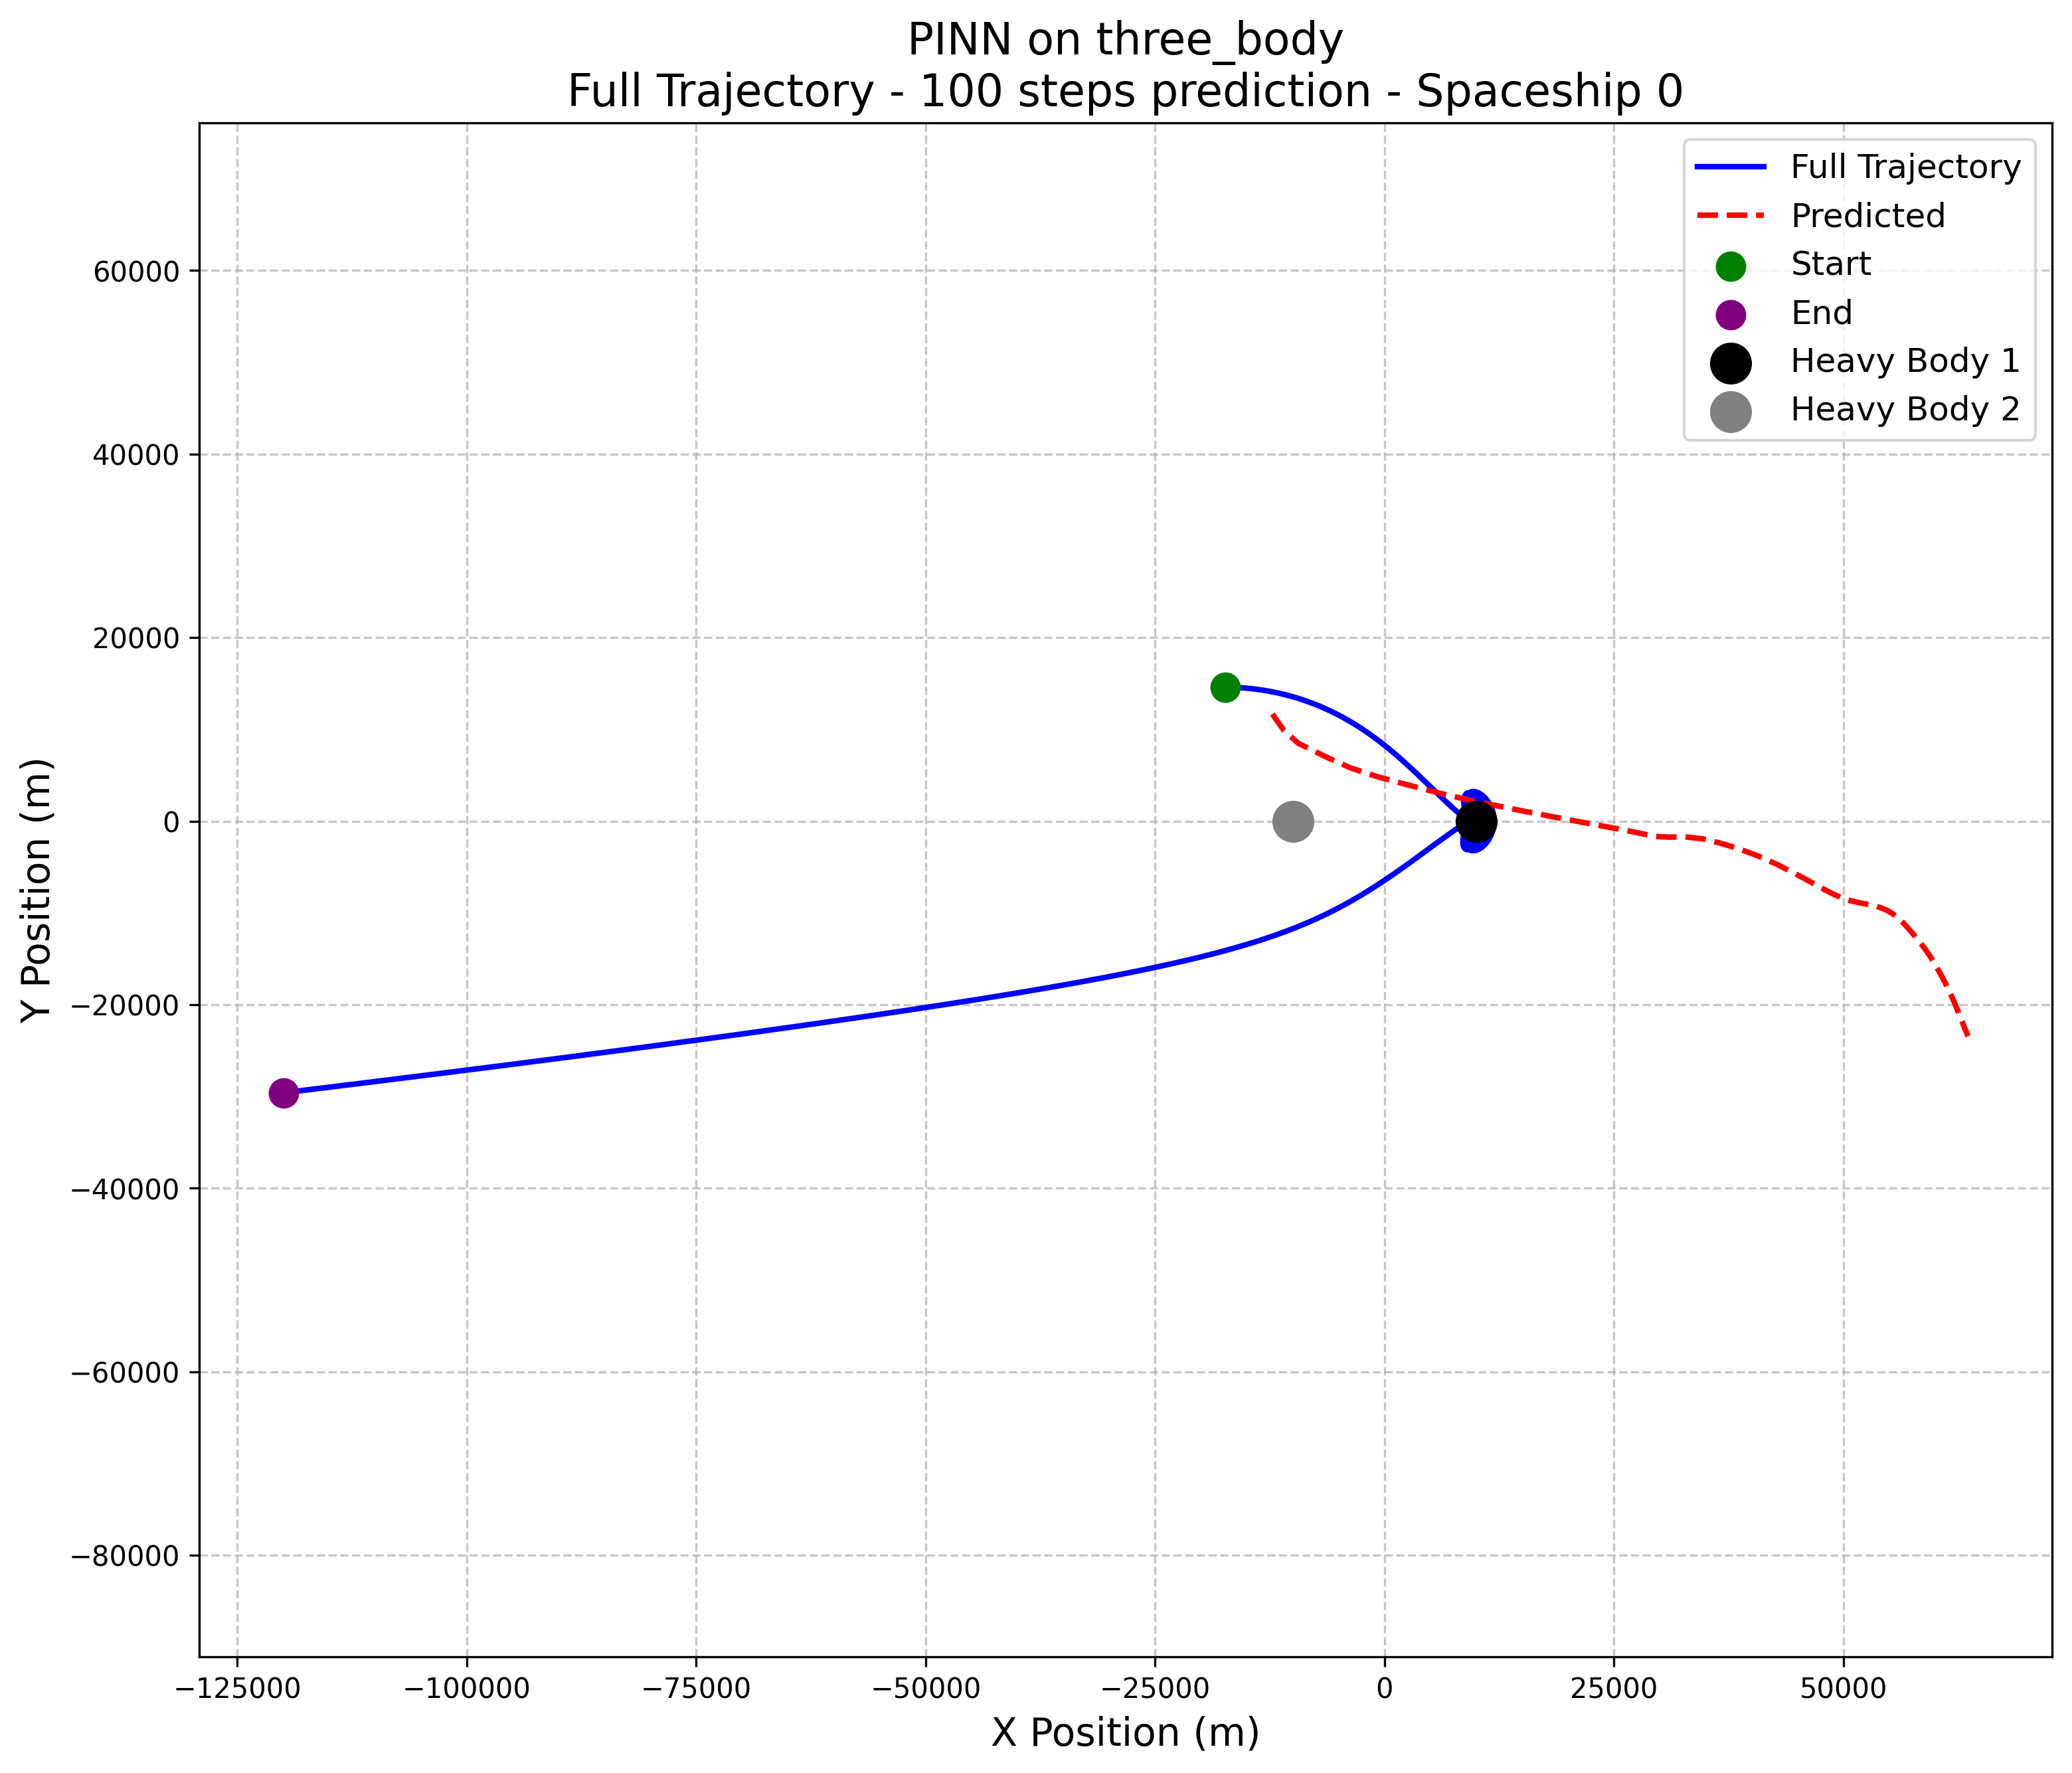 PINN on three_body
Full Trajectory - 100 steps prediction - Spaceship 0
Full Trajectory
Predicted
Start
End
Heavy Body 1
Heavy Body 2
Y Position (m)
60000
40000
20000
0
−20000
−40000
−60000
−80000
−125000
−100000
−75000
−50000
−25000
0
25000
50000
X Position (m)